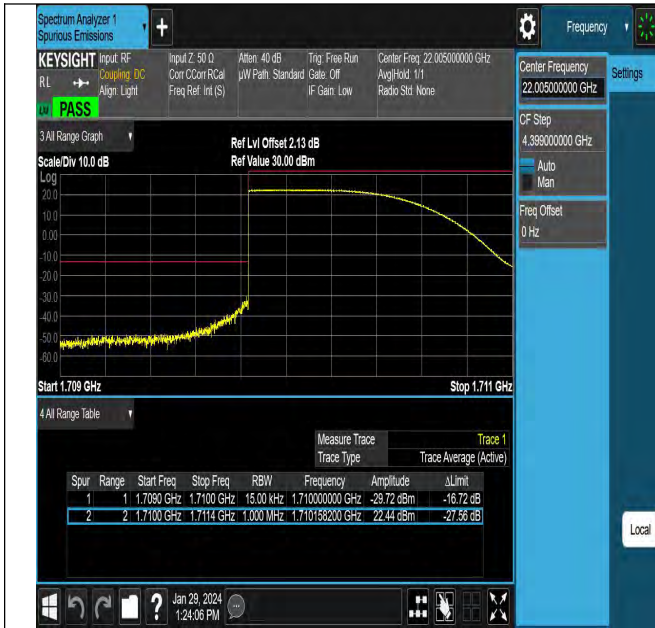 Spectrum Analyzer 1
Spurious Emissions
Frequency
KEYSIGHT Input: RF
Coupling: DC
Align: Light
Input Z: 50 Ω
Corr CCorr RCal
Freq Ref: Int (S)
Atten: 40 dB
µW Path: Standard
Trig: Free Run
Gate: Off
IF Gain: Low
Center Freq: 22.005000000 GHz
Avg|Hold: 1/1
Radio Std: None
RL
PASS
Center Frequency
22.005000000 GHz
Settings
CF Step
4.399000000 GHz
Auto
Man
Freq Offset
0 Hz
3 All Range Graph
Ref Lvl Offset 2.13 dB
Scale/Div 10.0 dB
Ref Value 30.00 dBm
Log
20.0
10.0
0.00
-10.0
-20.0
-30.0
-40.0
-50.0
-60.0
Start 1.709 GHz
Stop 1.711 GHz
4 All Range Table
Measure Trace Trace 1
Trace Type Trace Average (Active)
Spur Range Start Freq Stop Freq RBW Frequency Amplitude ΔLimit
1 1 1.7090 GHz 1.7100 GHz 15.00 kHz 1.710000000 GHz -29.72 dBm -16.72 dB
2 2 1.7100 GHz 1.7114 GHz 1.000 MHz 1.710158200 GHz 22.44 dBm -27.56 dB
Local
Jan 29, 2024
1:24:06 PM